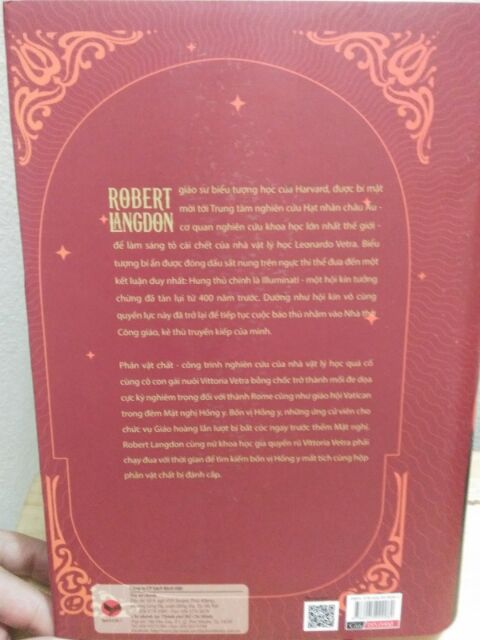 ROBERT
LANGDON
giáo sư biểu tượng học của Harvard, được bí mật
mời tới Trung tâm nghiên cứu Hạt nhân châu Âu -
cơ quan nghiên cứu khoa học lớn nhất thế giới -
để làm sáng tỏ cái chết của nhà vật lý học Leonardo Vetra. Biểu
tượng bí ẩn được đóng dấu sắt nung trên ngực thi thể đưa đến một
kết luận duy nhất: Hung thủ chính là Illuminati - một hội kín tưởng
chừng đã tàn lụi từ 400 năm trước. Dường như hội kín vô cùng
quyền lực này đã trở lại để tiếp tục cuộc báo thù nhằm vào Nhà thờ
Công giáo, kẻ thù truyền kiếp của mình.
Phản vật chất - công trình nghiên cứu của nhà vật lý học quá cố
cùng cô con gái nuôi Vittoria Vetra bỗng chốc trở thành mối đe dọa
cực kỳ nghiêm trọng đối với thành Rome cũng như giáo hội Vatican
trong đêm Mật nghị Hồng y. Bốn vị Hồng y, những ứng cử viên cho
chức vụ Giáo hoàng lần lượt bị bắt cóc ngay trước thềm Mật nghị.
Robert Langdon cùng nữ khoa học gia quyến rũ Vittoria Vetra phải
chạy đua với thời gian để tìm kiếm bốn vị Hồng y mất tích cùng hộp
phản vật chất bị đánh cắp.